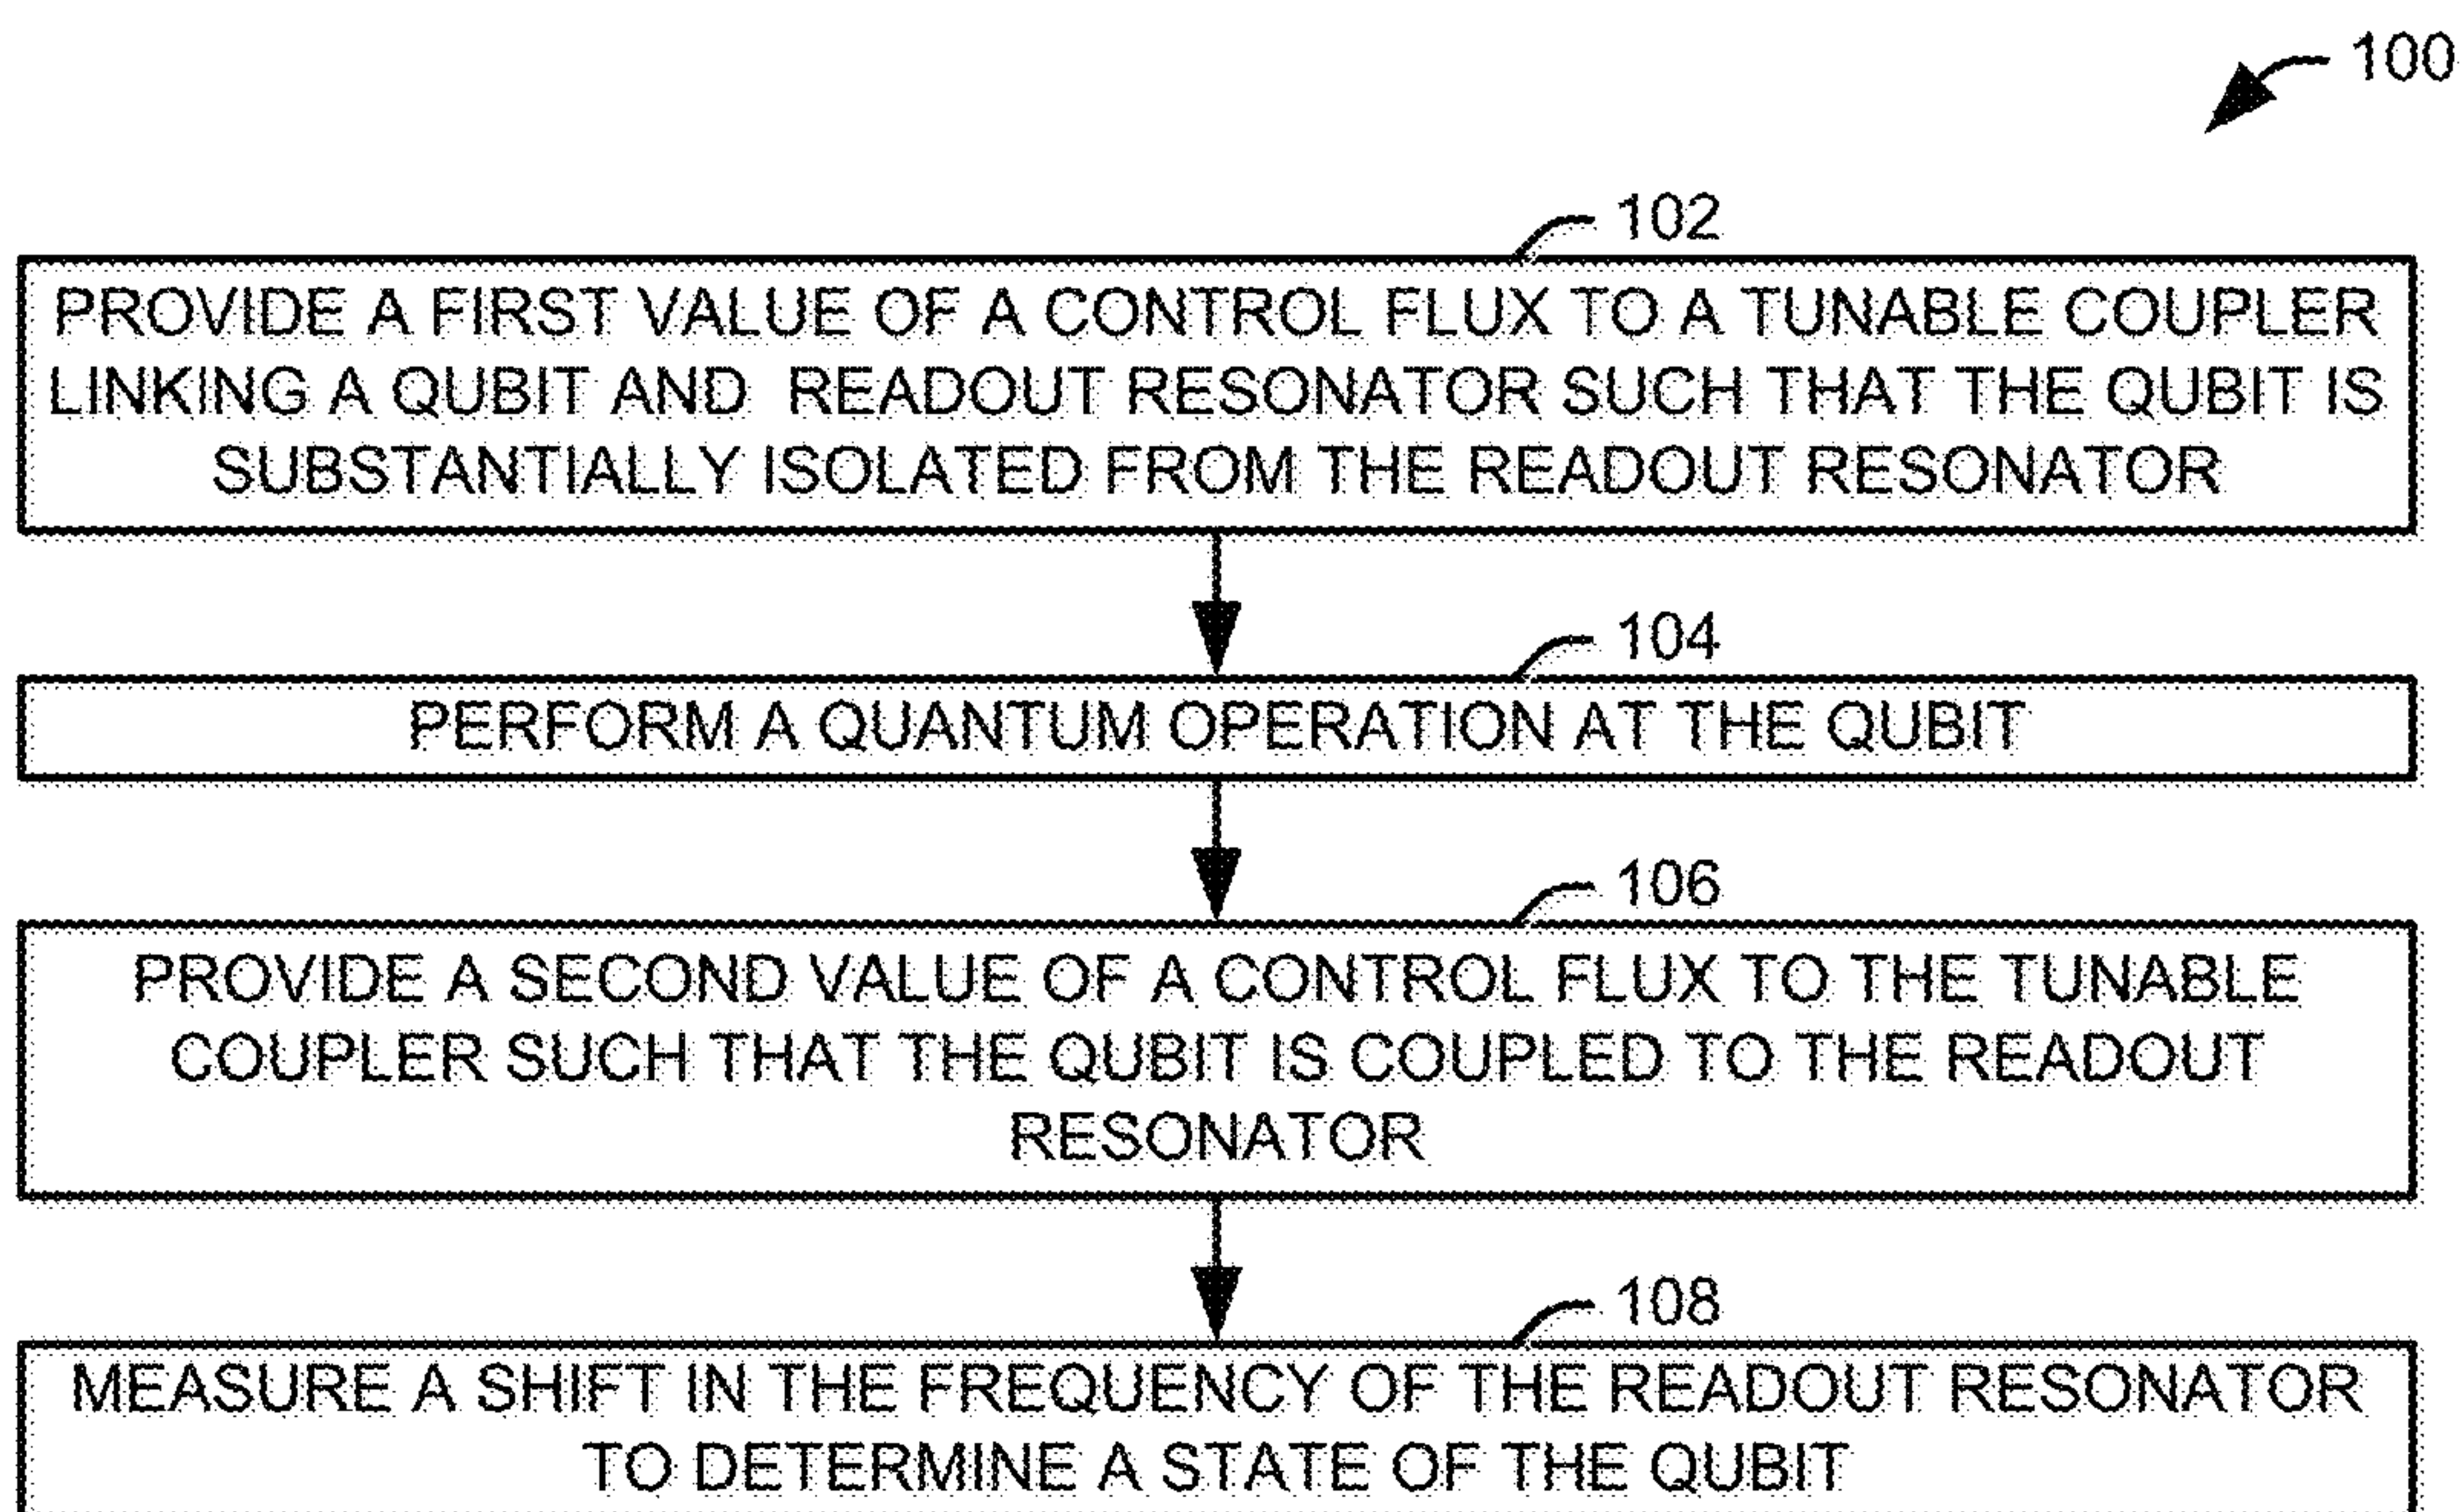 100
102
PROVIDE A FIRST VALUE OF A CONTROL FLUX TO A TUNABLE COUPLER
LINKING A QUBIT AND READOUT RESONATOR SUCH THAT THE QUBIT IS
SUBSTANTIALLY ISOLATED FROM THE READOUT RESONATOR
104
PERFORM A QUANTUM OPERATION AT THE QUBIT
106
PROVIDE A SECOND VALUE OF A CONTROL FLUX TO THE TUNABLE
COUPLER SUCH THAT THE QUBIT IS COUPLED TO THE READOUT
RESONATOR
108
MEASURE A SHIFT IN THE FREQUENCY OF THE READOUT RESONATOR
TO DETERMINE A STATE OF THE QUBIT